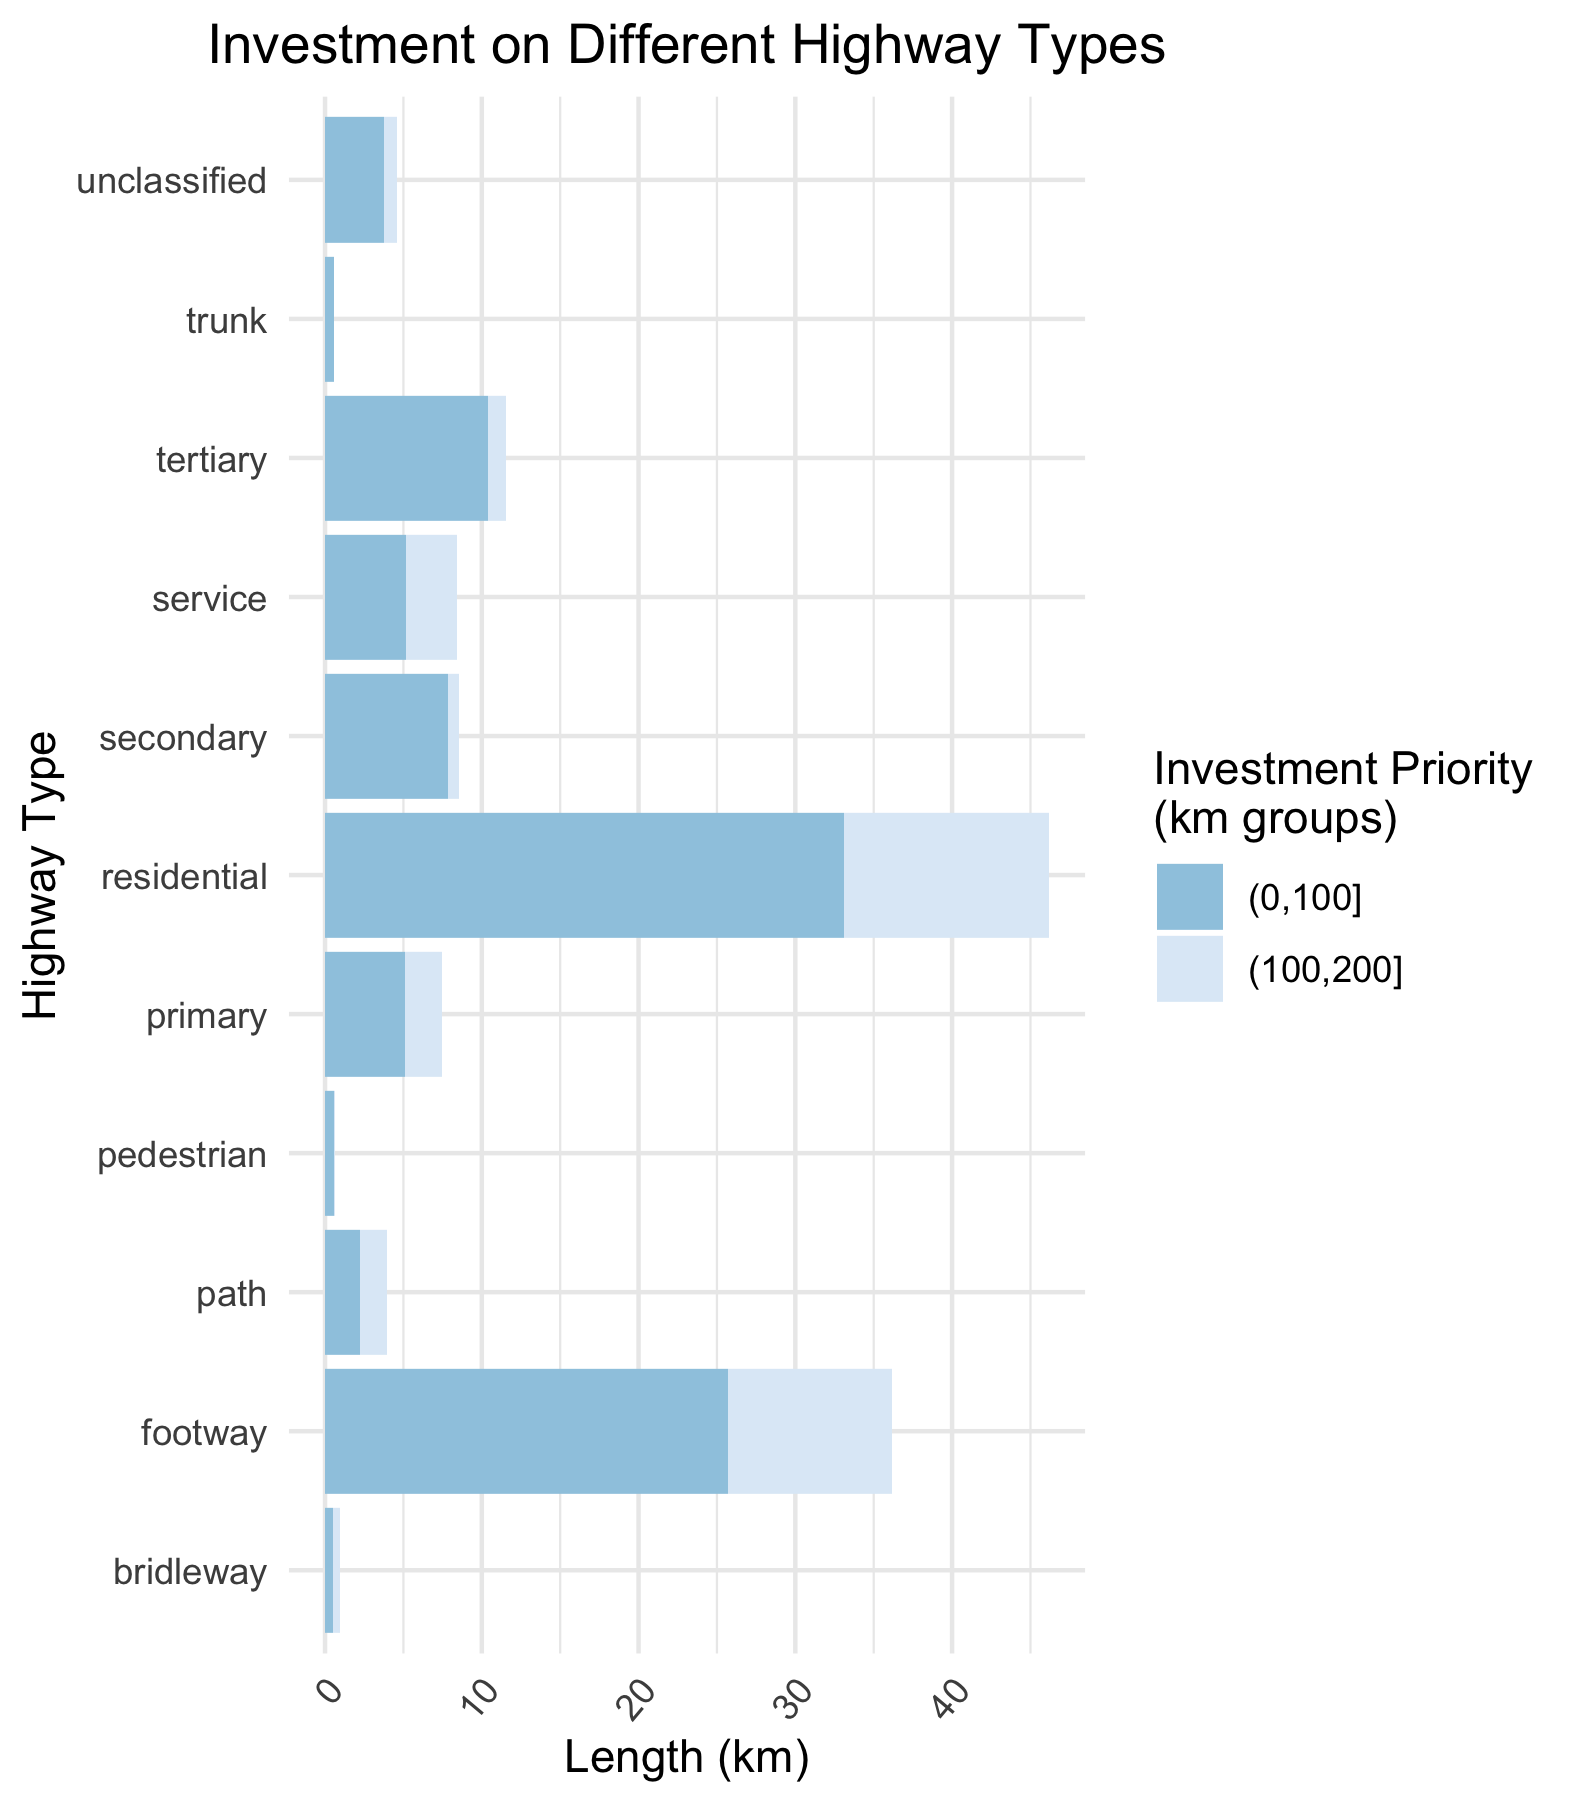 Investment on Different Highway Types
unclassified
trunk
tertiary
service
secondary
residential
primary
pedestrian
path
footway
bridleway
Highway Type
0
10
20
30
40
Length (km)
Investment Priority
(km groups)
(0,100]
(100,200]